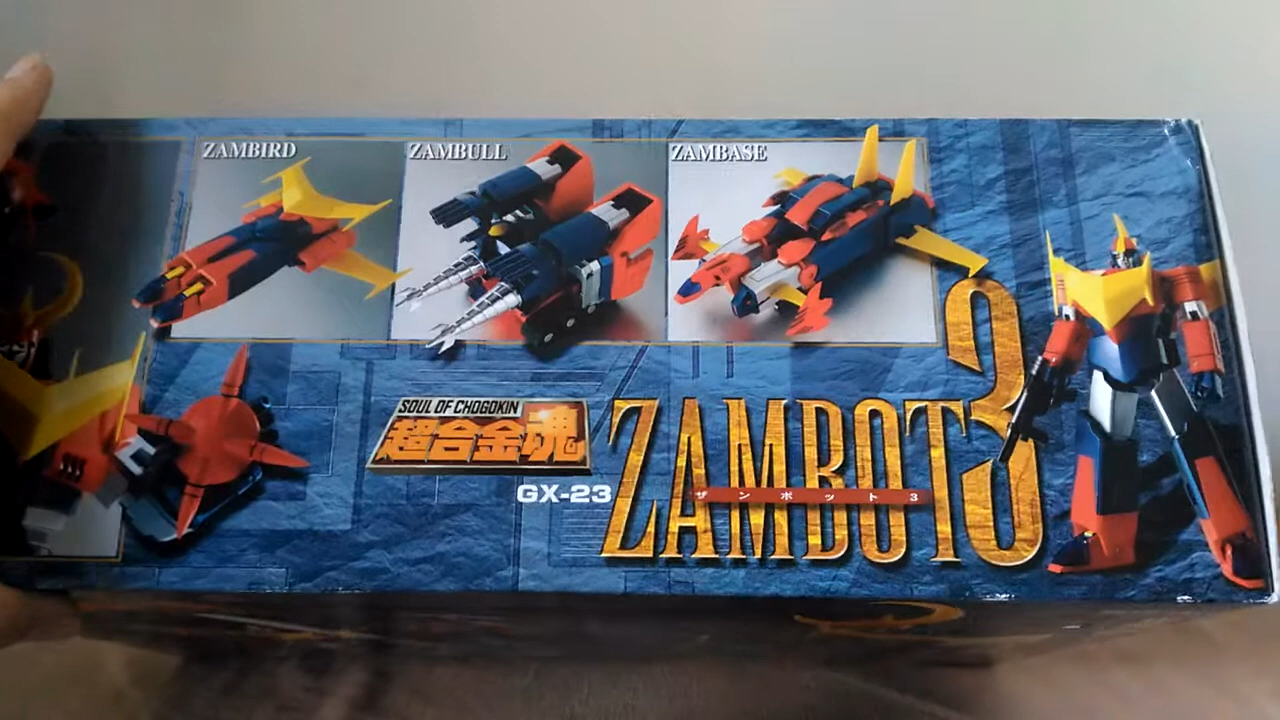 ZAMBIRD
ZAMBULL
ZAMBASE
SOUL OF CHOGOKIN
超合金魂
GX-23
ZAMBOT3
ザンボット3